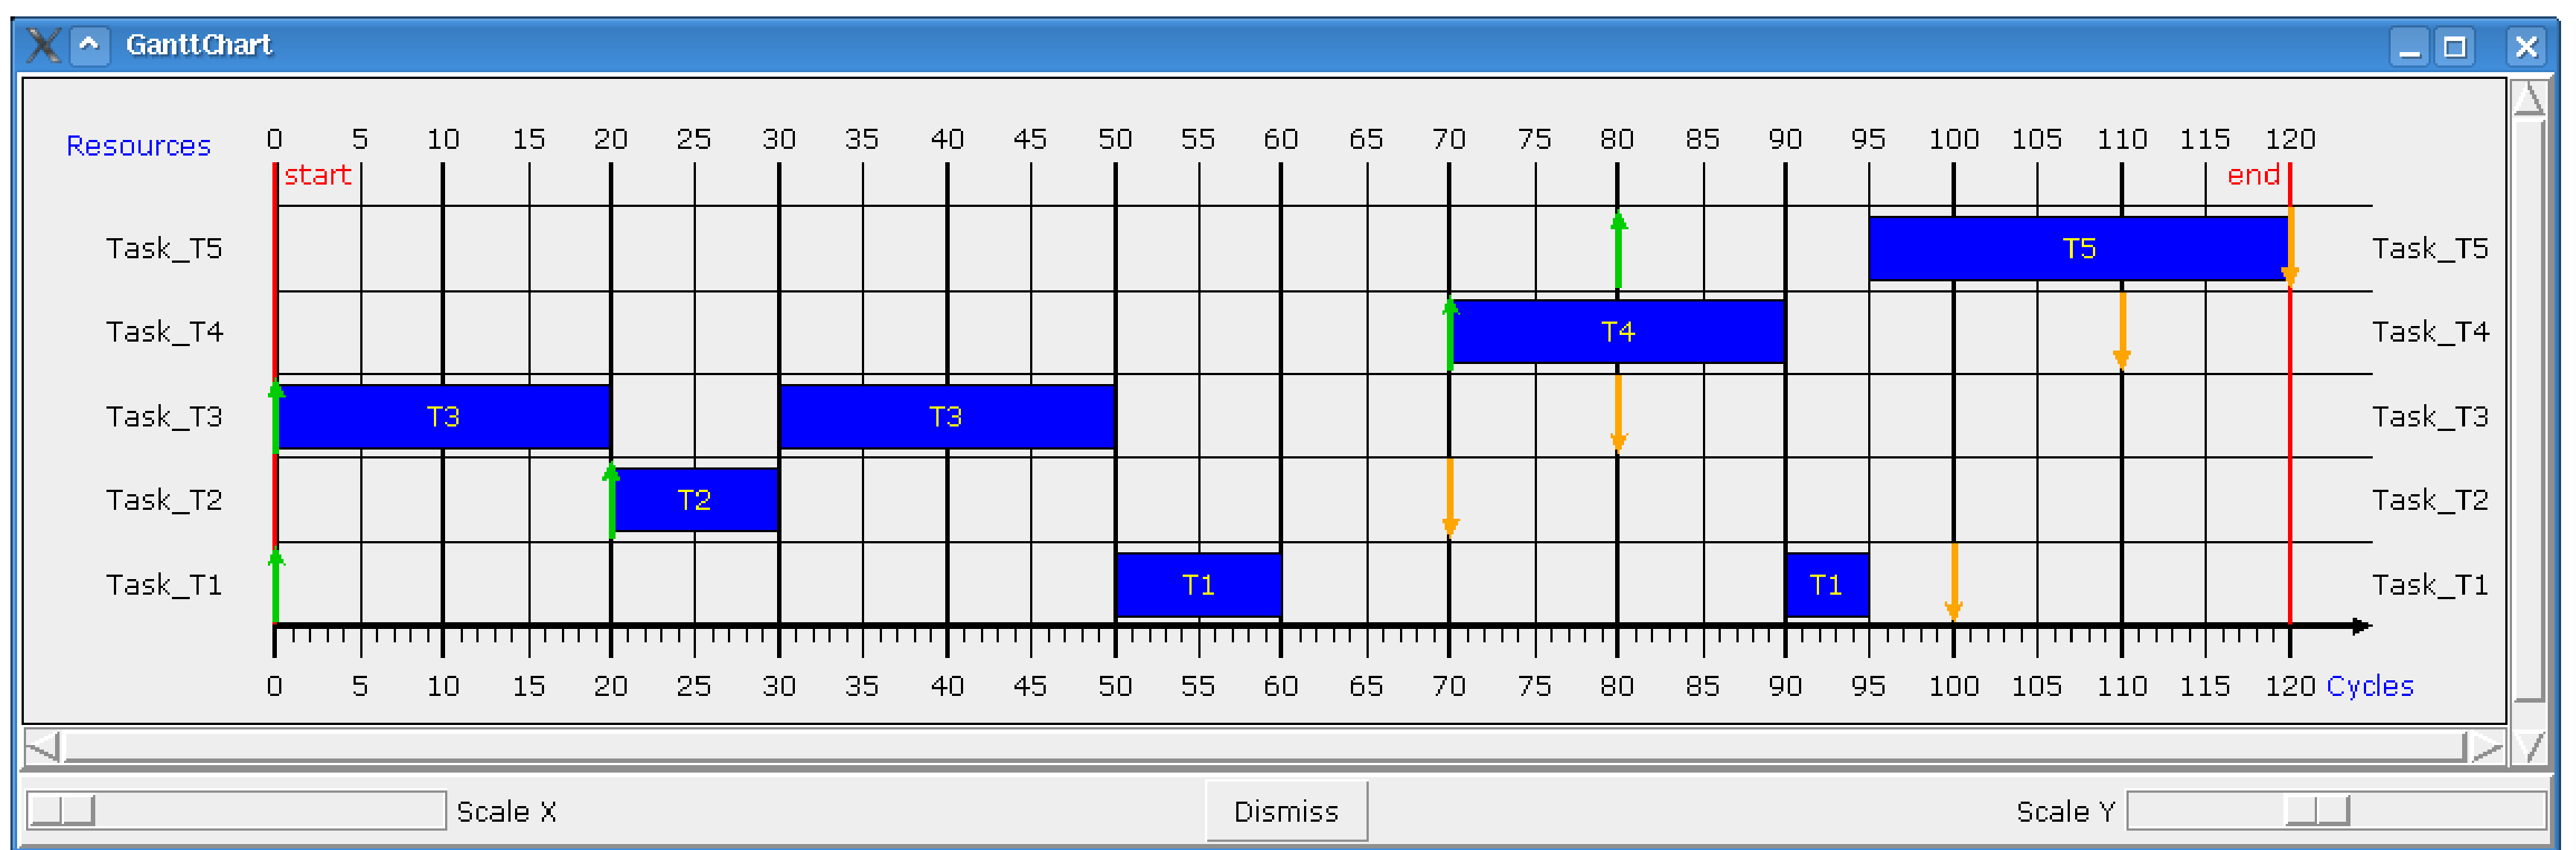 GanttChart
Resources 0 5 10 15 20 25 30 35 40 45 50 55 60 65 70 75 80 85 90 95 100 105 110 115 120
start end
Task_T5 T5 Task_T5
Task_T4 T4 Task_T4
Task_T3 T3 T3 Task_T3
Task_T2 T2 Task_T2
Task_T1 T1 T1 Task_T1
0 5 10 15 20 25 30 35 40 45 50 55 60 65 70 75 80 85 90 95 100 105 110 115 120 Cycles
Scale X Dismiss Scale Y